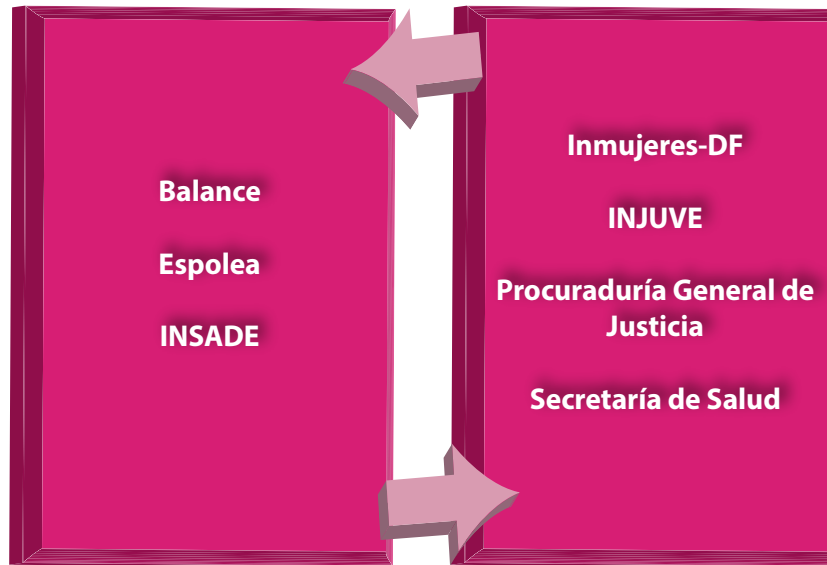 Balance
Espolea
INSADE
Inmujeres-DF
INJUVE
Procuraduría General de
Justicia
Secretaría de Salud